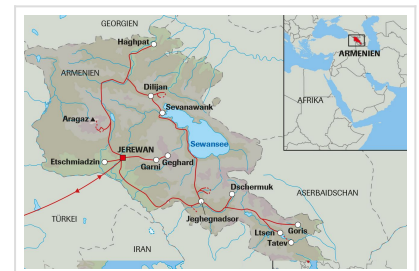 GEORGIEN
Haghpat
ARMENIEN
ARMENIEN
Dilijan
Sevanawank
AFRIKA
Aragaz
Sewansee
JEREWAN
Etschmiadzin
Garni
Geghard
Dschermuk
ASERBAIDSCHAN
TÜRKEI
Jeghegnadsor
Goris
Ltsen
Tatev
IRAN